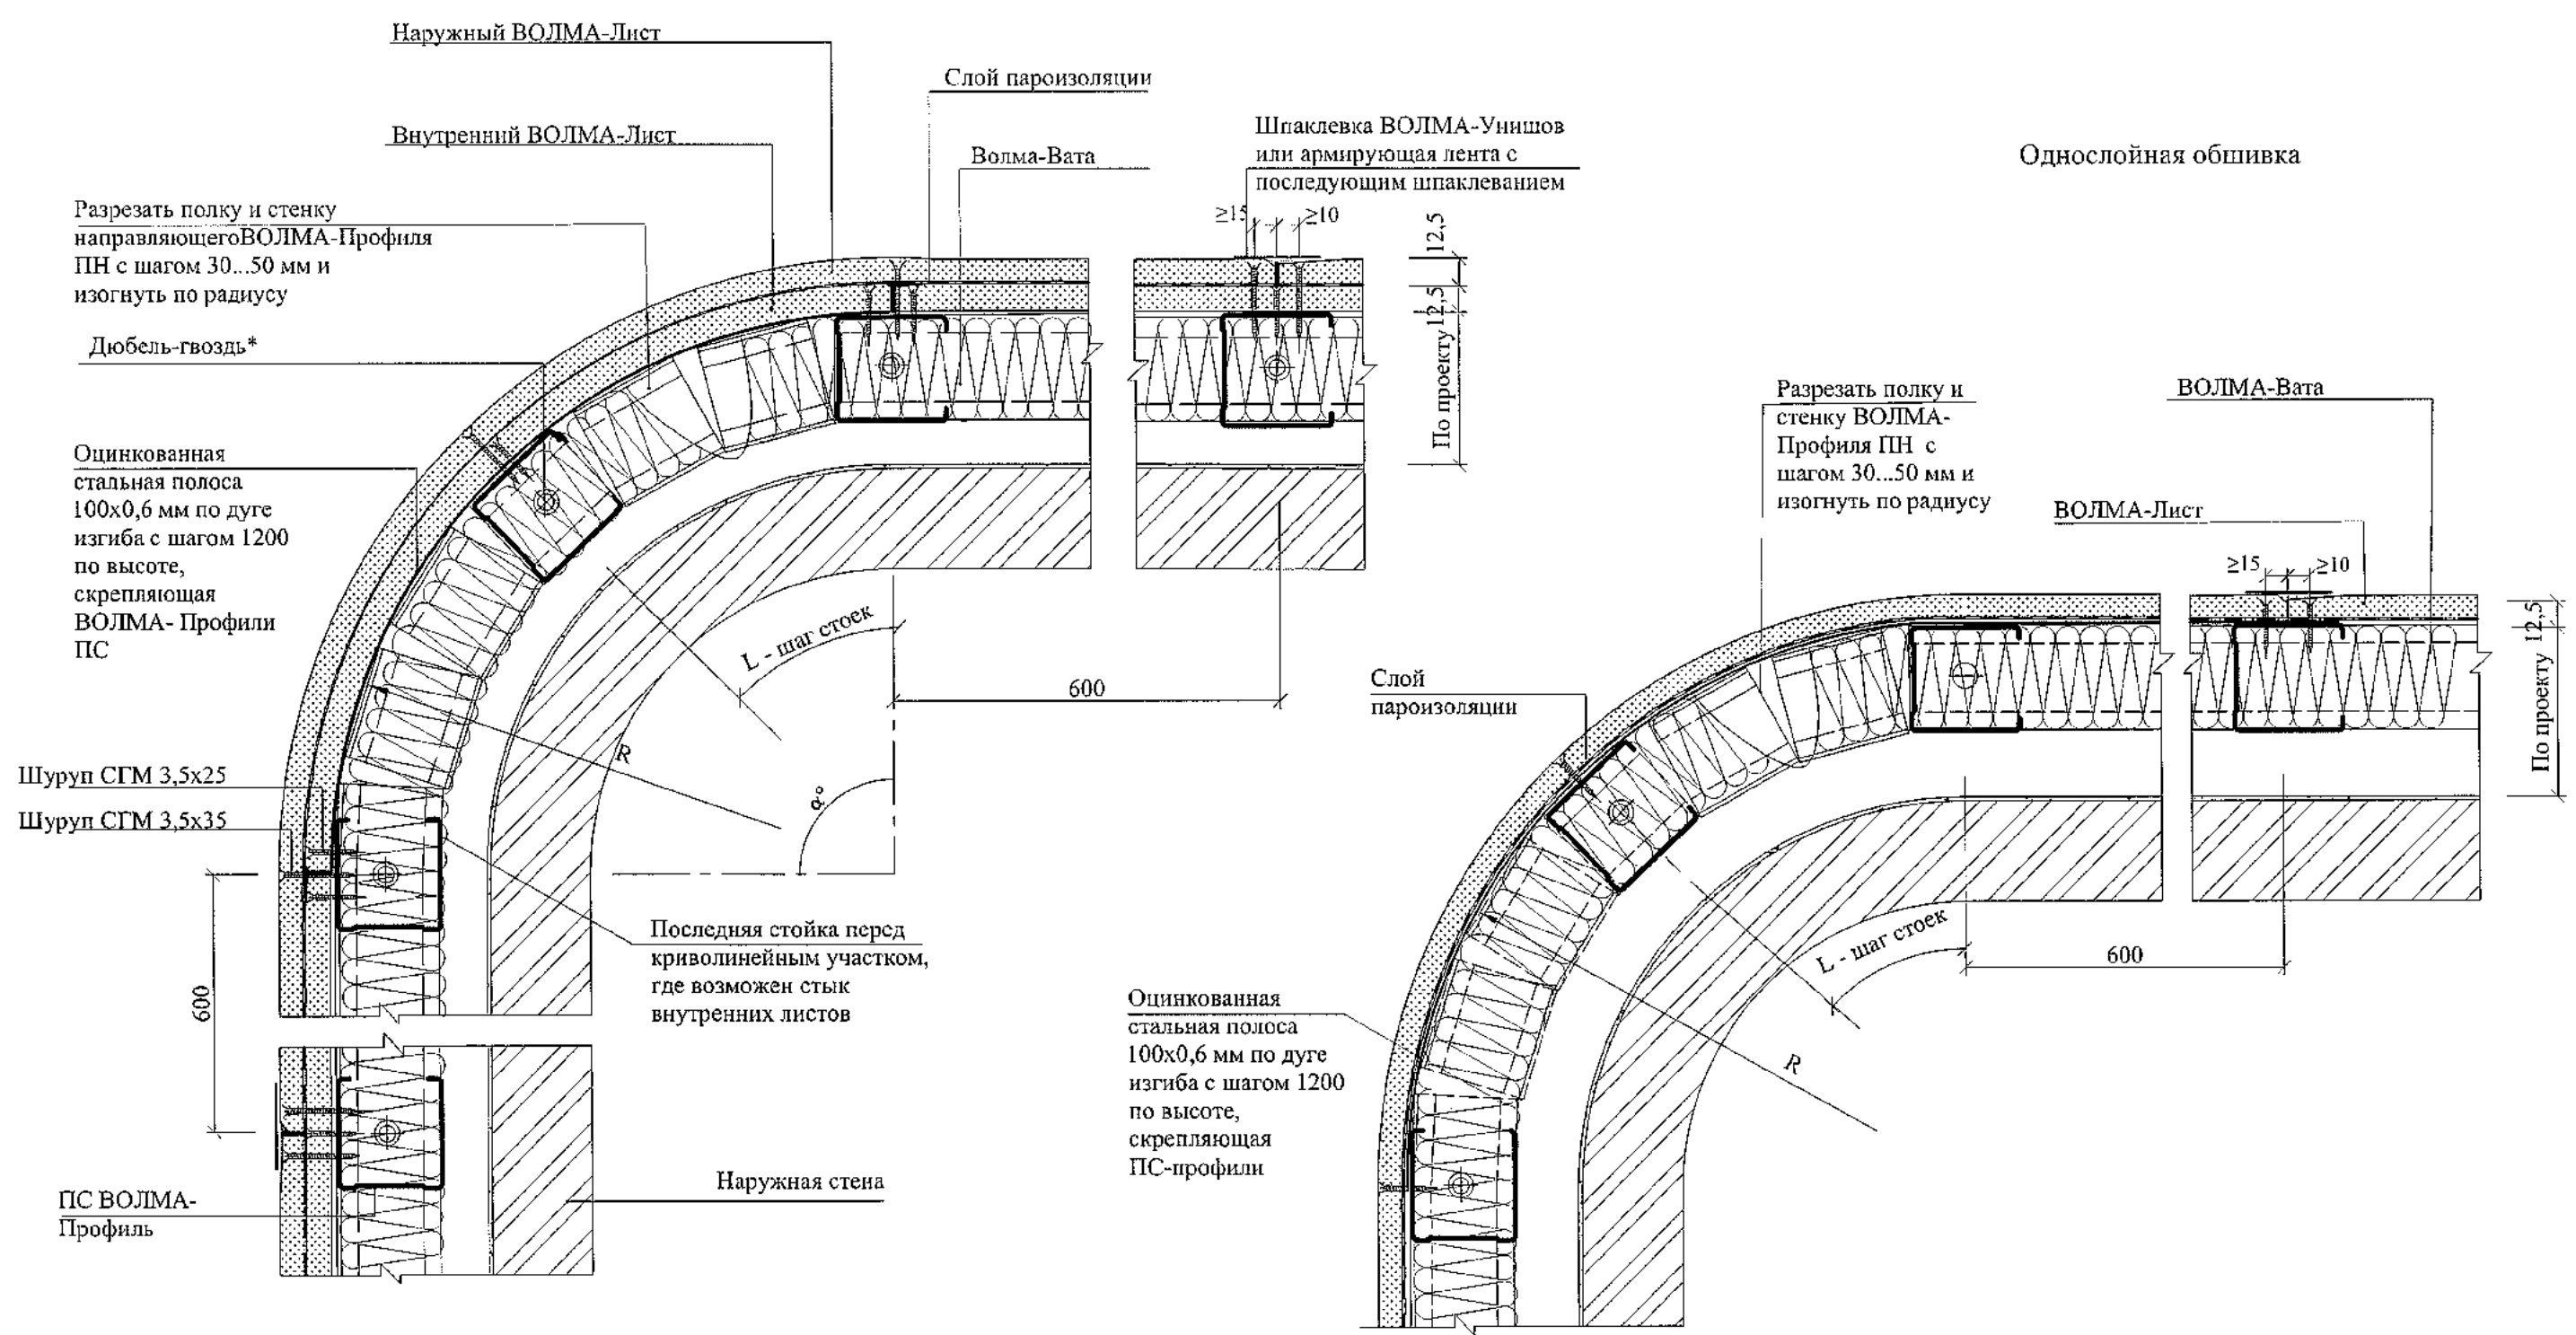 Наружный ВОЛМА-Лист
Слой пароизоляции
Внутренний ВОЛМА-Лист
Волма-Вата
Шпаклевка ВОЛМА-Унишов
или армирующая лента с
последующим шпаклеванием
Однослойная обшивка
Разрезать полку и стенку
направляющегоВОЛМА-Профиля
ПН с шагом 30...50 мм и
изогнуть по радиусу
≥15
≥10
12,5
12,5
По проекту
Дюбель-гвоздь*
Оцинкованная
стальная полоса
100х0,6 мм по дуге
изгиба с шагом 1200
по высоте,
скрепляющая
ВОЛМА- Профили
ПС
L - шаг стоек
600
R
α°
Шуруп СГМ 3,5х25
Шуруп СГМ 3,5х35
600
Последняя стойка перед
криволинейным участком,
где возможен стык
внутренних листов
Наружная стена
ПС ВОЛМА-
Профиль
Разрезать полку и
стенку ВОЛМА-
Профиля ПН с
шагом 30...50 мм и
изогнуть по радиусу
ВОЛМА-Вата
ВОЛМА-Лист
≥15
≥10
12,5
По проекту
Слой
пароизоляции
L - шаг стоек
600
R
Оцинкованная
стальная полоса
100х0,6 мм по дуге
изгиба с шагом 1200
по высоте,
скрепляющая
ПС-профили